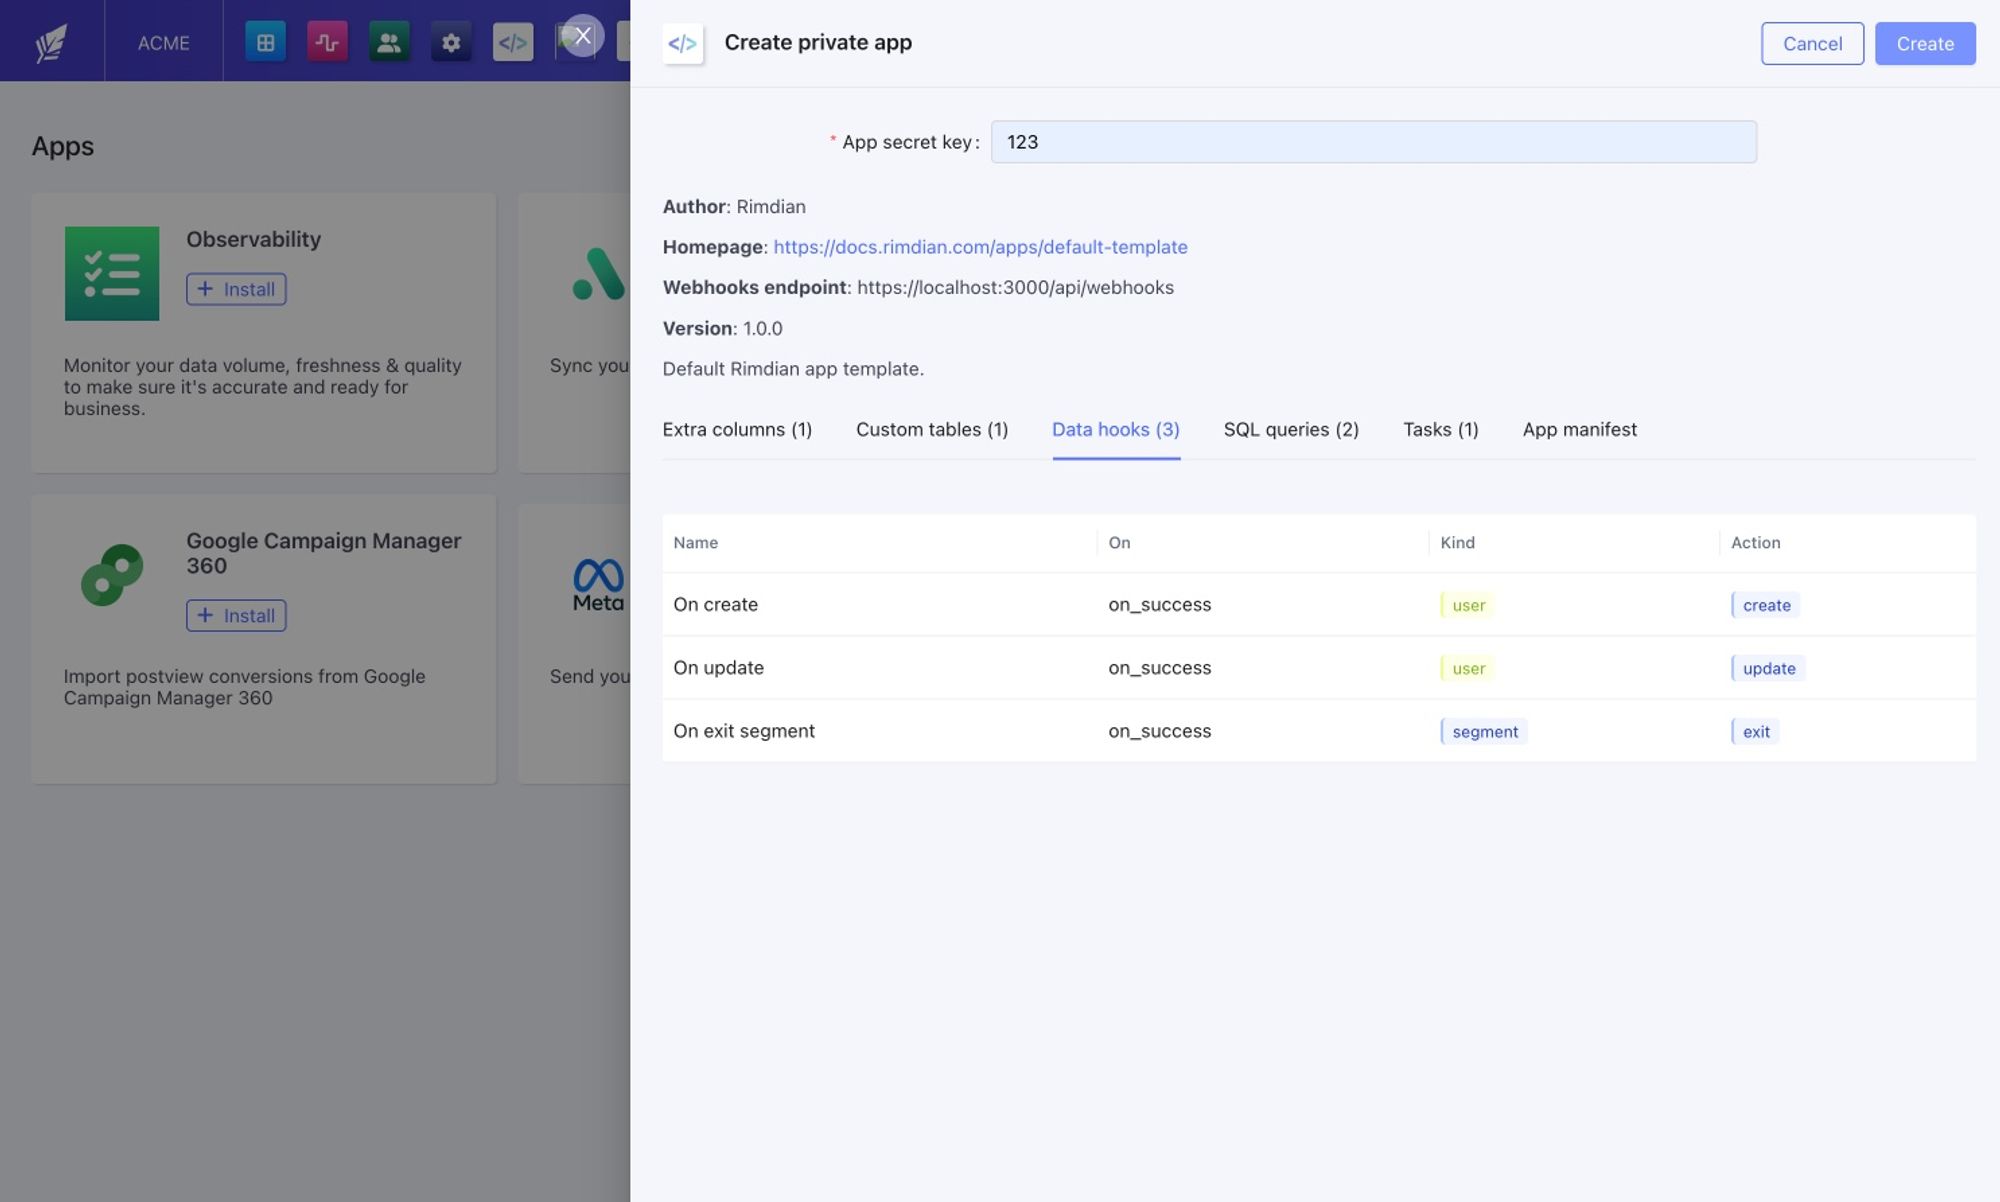 ACME
</>
Create private app
Cancel
Create
Apps
Observability
+ Install
Monitor your data volume, freshness & quality
to make sure it's accurate and ready for
business.
Sync you
Google Campaign Manager
360
+ Install
Import postview conversions from Google
Campaign Manager 360
Meta
Send you
</>
* App secret key: 123
Author: Rimdian
Homepage: https://docs.rimdian.com/apps/default-template
Webhooks endpoint: https://localhost:3000/api/webhooks
Version: 1.0.0
Default Rimdian app template.
Extra columns (1) Custom tables (1) Data hooks (3) SQL queries (2) Tasks (1) App manifest
Name On Kind Action
On create on_success user create
On update on_success user update
On exit segment on_success segment exit